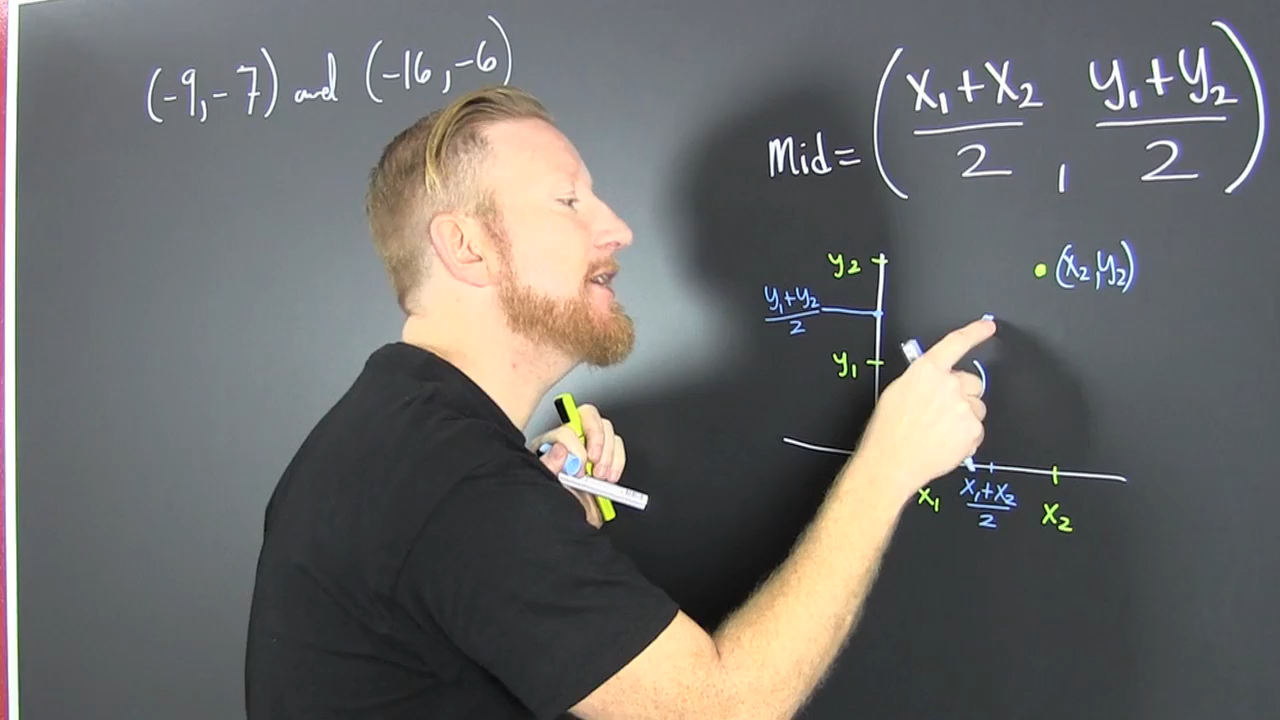 (-9,-7) and (-16,-6)
Mid = ( x₁+x₂ / 2 , y₁+y₂ / 2 )
y₂
(x₂,y₂)
y₁+y₂ / 2
y₁
x₁
x₁+x₂ / 2
x₂